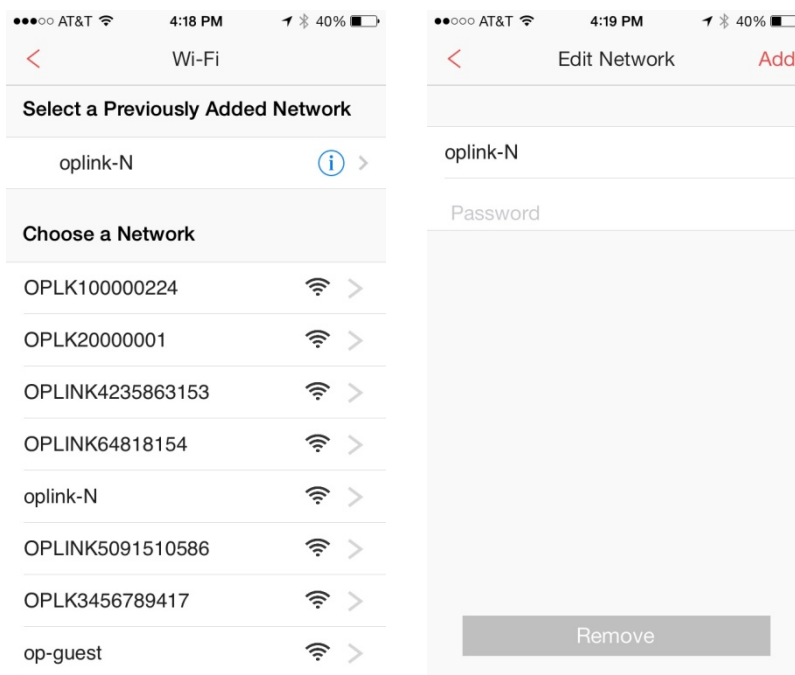 AT&T 4:18 PM 40%
Wi-Fi
Select a Previously Added Network
oplink-N
Choose a Network
OPLK100000224
OPLK20000001
OPLINK4235863153
OPLINK64818154
oplink-N
OPLINK5091510586
OPLK3456789417
op-guest
AT&T 4:19 PM 40%
Edit Network Add
oplink-N
Password
Remove